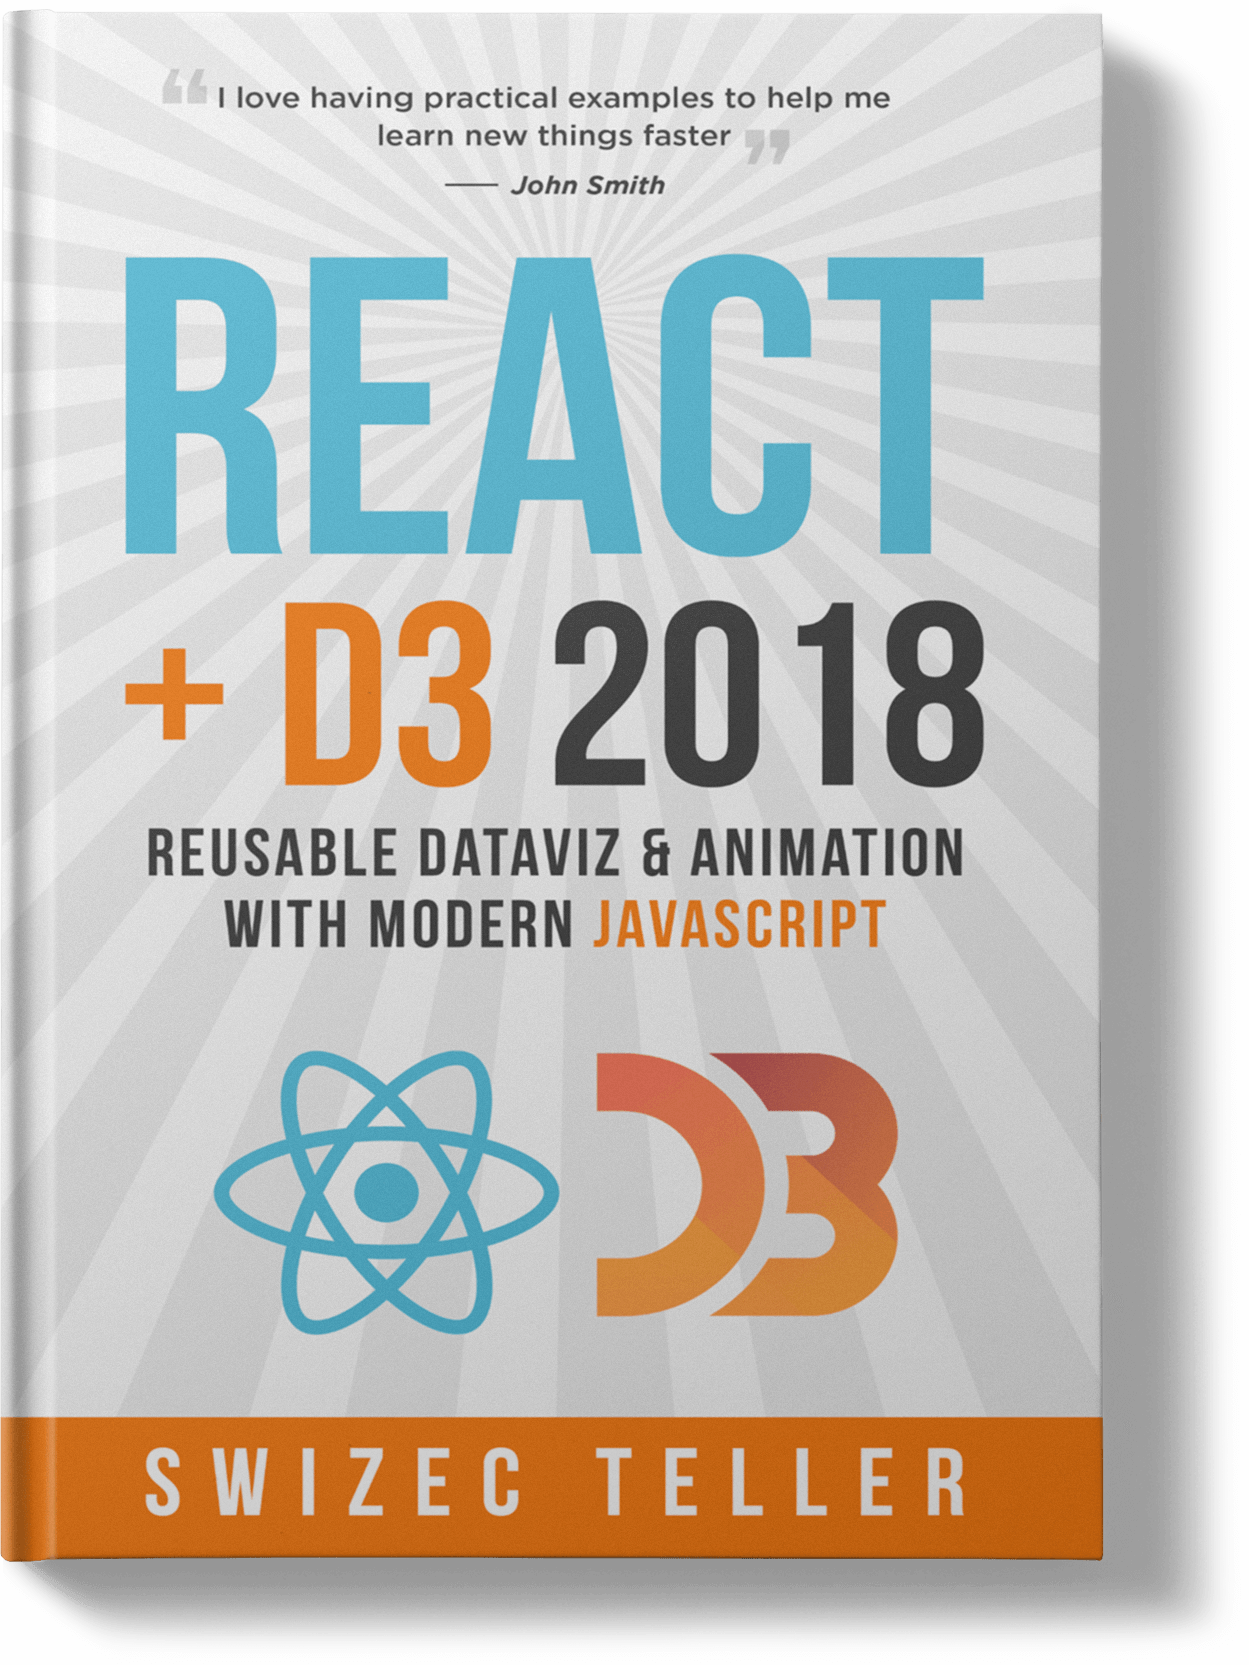 “ I love having practical examples to help me
learn new things faster ”
— John Smith
REACT
+ D3 2018
REUSABLE DATAVIZ & ANIMATION
WITH MODERN JAVASCRIPT
D3
SWIZEC TELLER